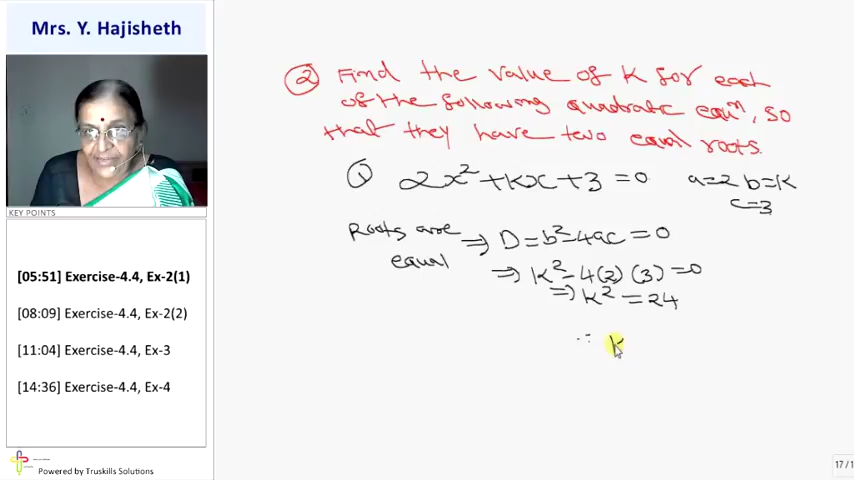 Mrs. Y. Hajisheth
KEY POINTS
[05:51] Exercise-4.4, Ex-2(1)
[08:09] Exercise-4.4, Ex-2(2)
[11:04] Exercise-4.4, Ex-3
[14:36] Exercise-4.4, Ex-4
Powered by Truskills Solutions
② Find the value of K for each
of the following quadratic equⁿ, so
that they have two equal roots.
① 2x² + kx + 3 = 0 a=2 b=K
c=3
Roots are ⇒ D = b² - 4ac = 0
equal ⇒ K² - 4(2)(3) = 0
⇒ K² = 24
∴ K
17/1